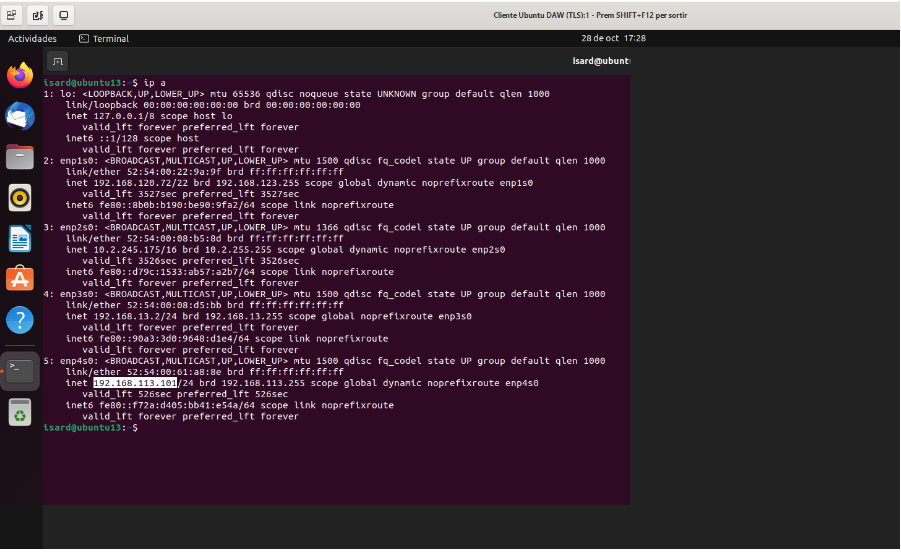 Cliente Ubuntu DAW (TLS):1 - Prem SHIFT+F12 per sortir
Actividades
Terminal
28 de oct 17:28
isard@ubunt
isard@ubuntu13:~$ ip a
1: lo: <LOOPBACK,UP,LOWER_UP> mtu 65536 qdisc noqueue state UNKNOWN group default qlen 1000
link/loopback 00:00:00:00:00:00 brd 00:00:00:00:00:00
inet 127.0.0.1/8 scope host lo
valid_lft forever preferred_lft forever
inet6 ::1/128 scope host
valid_lft forever preferred_lft forever
2: enp1s0: <BROADCAST,MULTICAST,UP,LOWER_UP> mtu 1500 qdisc fq_codel state UP group default qlen 1000
link/ether 52:54:00:22:9a:9f brd ff:ff:ff:ff:ff:ff
inet 192.168.120.72/22 brd 192.168.123.255 scope global dynamic noprefixroute enp1s0
valid_lft 3527sec preferred_lft 3527sec
inet6 fe80::8b0b:b190:be90:9fa2/64 scope link noprefixroute
valid_lft forever preferred_lft forever
3: enp2s0: <BROADCAST,MULTICAST,UP,LOWER_UP> mtu 1366 qdisc fq_codel state UP group default qlen 1000
link/ether 52:54:00:08:b5:8d brd ff:ff:ff:ff:ff:ff
inet 10.2.245.175/16 brd 10.2.255.255 scope global dynamic noprefixroute enp2s0
valid_lft 3526sec preferred_lft 3526sec
inet6 fe80::d79c:1533:ab57:a2b7/64 scope link noprefixroute
valid_lft forever preferred_lft forever
4: enp3s0: <BROADCAST,MULTICAST,UP,LOWER_UP> mtu 1500 qdisc fq_codel state UP group default qlen 1000
link/ether 52:54:00:08:d5:bb brd ff:ff:ff:ff:ff:ff
inet 192.168.13.2/24 brd 192.168.13.255 scope global noprefixroute enp3s0
valid_lft forever preferred_lft forever
inet6 fe80::90a3:3d0:9648:d1e4/64 scope link noprefixroute
valid_lft forever preferred_lft forever
5: enp4s0: <BROADCAST,MULTICAST,UP,LOWER_UP> mtu 1500 qdisc fq_codel state UP group default qlen 1000
link/ether 52:54:00:61:a8:8e brd ff:ff:ff:ff:ff:ff
inet 192.168.113.101/24 brd 192.168.113.255 scope global dynamic noprefixroute enp4s0
valid_lft 526sec preferred_lft 526sec
inet6 fe80::f72a:d405:bb41:e54a/64 scope link noprefixroute
valid_lft forever preferred_lft forever
isard@ubuntu13:~$